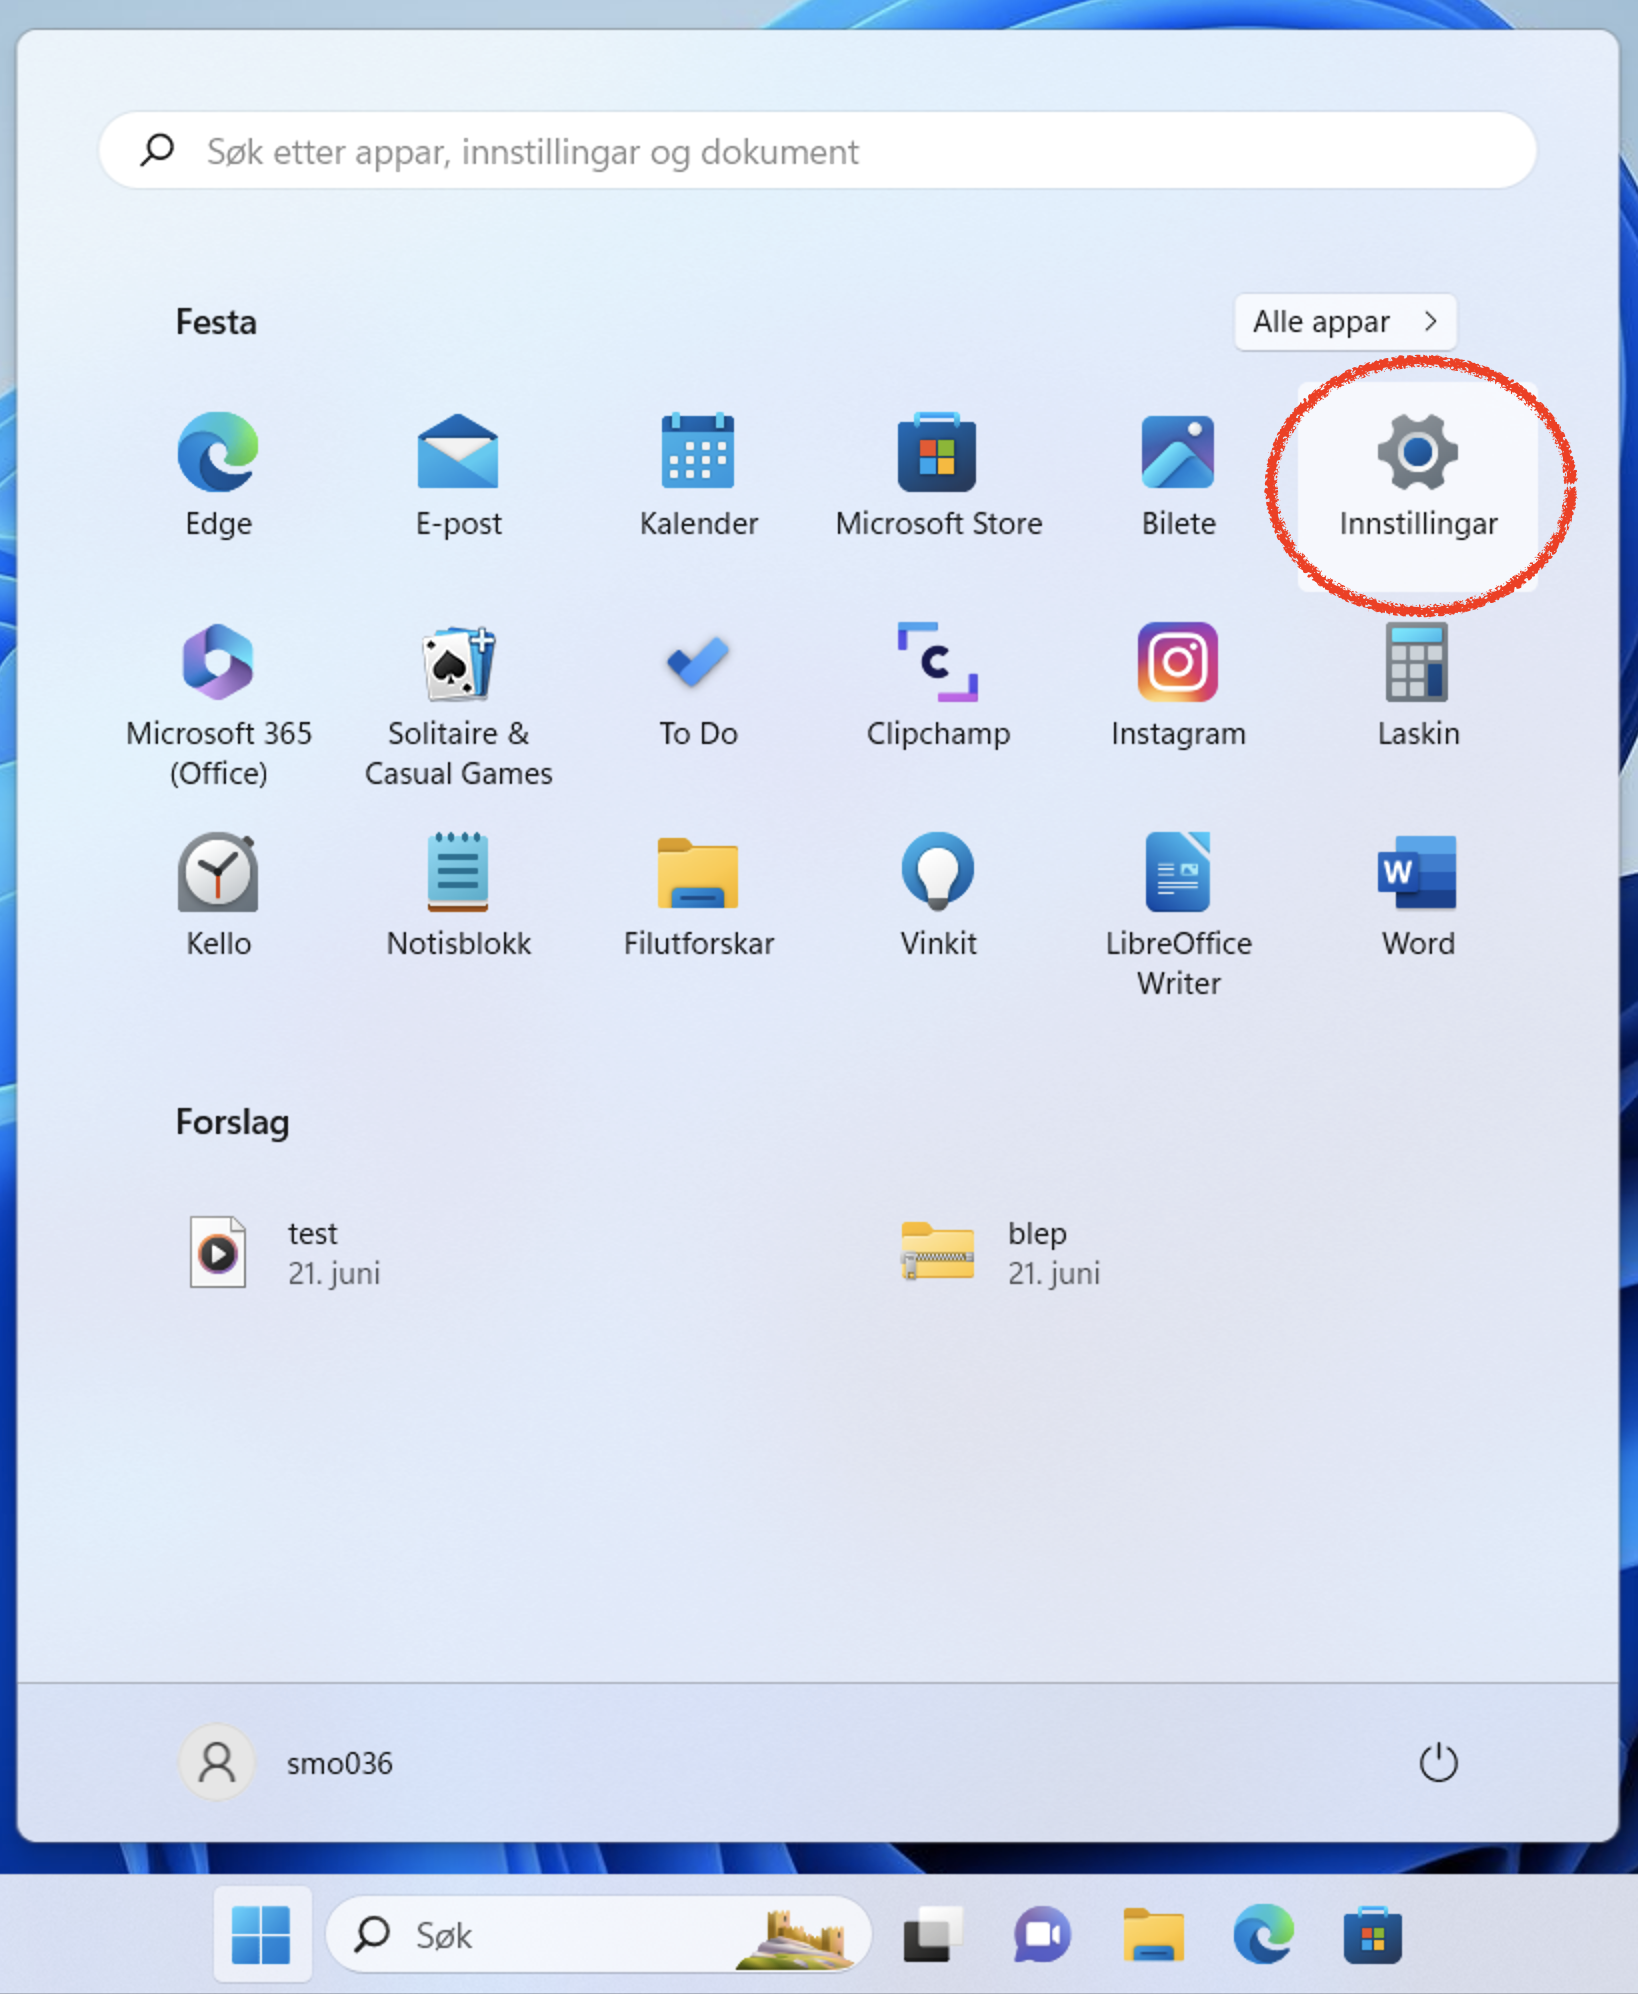 Søk etter appar, innstillingar og dokument
Festa
Alle appar
Edge
E-post
Kalender
Microsoft Store
Bilete
Innstillingar
Microsoft 365
(Office)
Solitaire &
Casual Games
To Do
Clipchamp
Instagram
Laskin
Kello
Notisblokk
Filutforskar
Vinkit
LibreOffice
Writer
Word
Forslag
test
21. juni
blep
21. juni
smo036
Søk